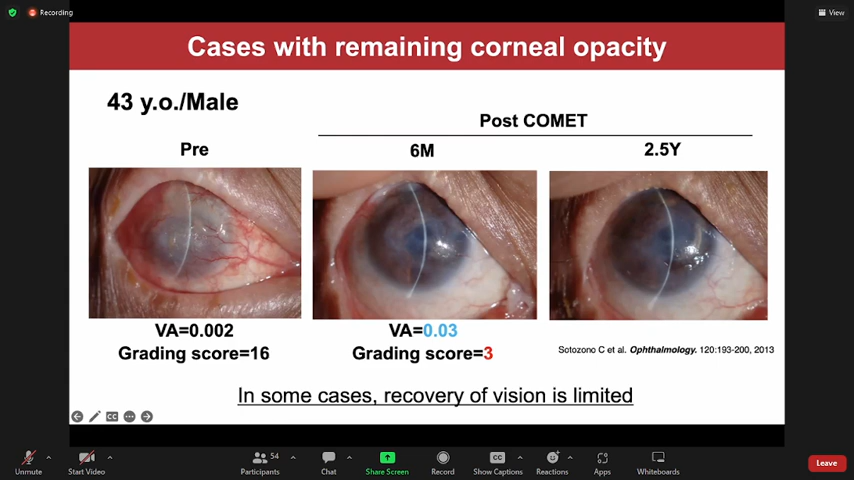 Recording
View
Cases with remaining corneal opacity
43 y.o./Male
Post COMET
Pre
6M
2.5Y
VA=0.002
VA=0.03
Grading score=16
Grading score=3
Sotozono C et al. Ophthalmology. 120:193-200, 2013
In some cases, recovery of vision is limited
CC
Unmute
Start Video
54
Participants
Chat
Share Screen
Record
CC
Show Captions
Reactions
Apps
Whiteboards
Leave